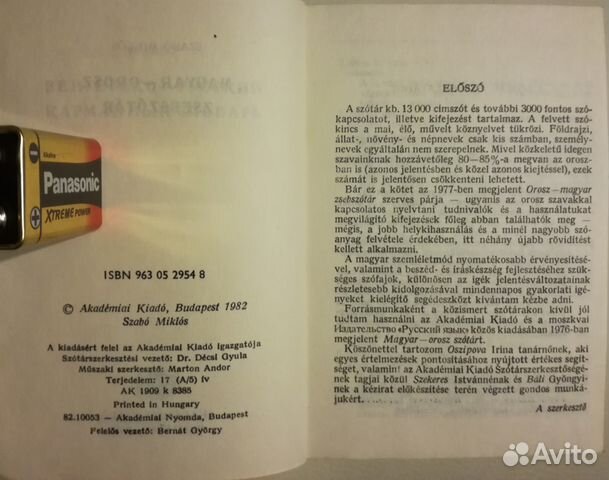 Alkaline
Panasonic
XTREME POWER
ISBN 963 05 2954 8
© Akadémiai Kiadó, Budapest 1982
Szabó Miklós
A kiadásért felel az Akadémiai Kiadó igazgatója
Szótárszerkesztési vezető: Dr. Décsi Gyula
Műszaki szerkesztő: Marton Andor
Terjedelem: 17 (A/5) ív
AK 1909 k 8385
Printed in Hungary
82.10053 — Akadémiai Nyomda, Budapest
Felelős vezető: Bernát György
ELŐSZÓ
A szótár kb. 13 000 címszót és további 3000 fontos szó-
kapcsolatot, illetve kifejezést tartalmaz. A felvett szó-
kincs a mai, élő, művelt köznyelvet tükrözi. Földrajzi,
állat-, növény- és népnevek csak kis számban, személy-
nevek egyáltalán nem szerepelnek. Mivel közkeletű idegen
szavainknak hozzávetőleg 80—85%-a megvan az orosz-
ban is (azonos jelentésben és közel azonos kiejtéssel), ezek
számát is jelentősen csökkenteni lehetett.
Bár ez a kötet az 1977-ben megjelent Orosz—magyar
zsebszótár szerves párja — ugyanis az orosz szavakkal
kapcsolatos nyelvtani tudnivalók és a használatukat
megvilágító kifejezések főleg abban találhatók meg —
mégis, a jobb helykihasználás és a minél nagyobb szó-
anyag felvétele érdekében, itt néhány újabb rövidítést
kellett alkalmazni.
A magyar szemléletmód nyomatékosabb érvényesítésé-
vel, valamint a beszéd- és íráskészség fejlesztéséhez szük-
séges szófajok, különösen az igék jelentésváltozatainak
részletesebb kidolgozásával mindennapos gyakorlati igé-
nyeket kielégítő segédeszközt kívántam kézbe adni.
Forrásmunkaként a közismert szótárakon kívül jól
tudtam használni az Akadémiai Kiadó és a moszkvai
Издательство «Русский язык» közös kiadásában 1976-ban
megjelent Magyar—orosz szótárt.
Köszönettel tartozom Oszipova Irina tanárnőnek, aki
értékes szerkesztésemnek, aki a példaanyag
pontosításához nyújtott értékes segít-
ségét, valamint az Akadémiai Kiadó Szótárszerkesztőségé-
nek tagjai közül Szekeres Istvánnénak és Báli Gyöngyi-
nek a kézirat előkészítése terén végzett gondos munká-
jukért.
A szerkesztő
Avito